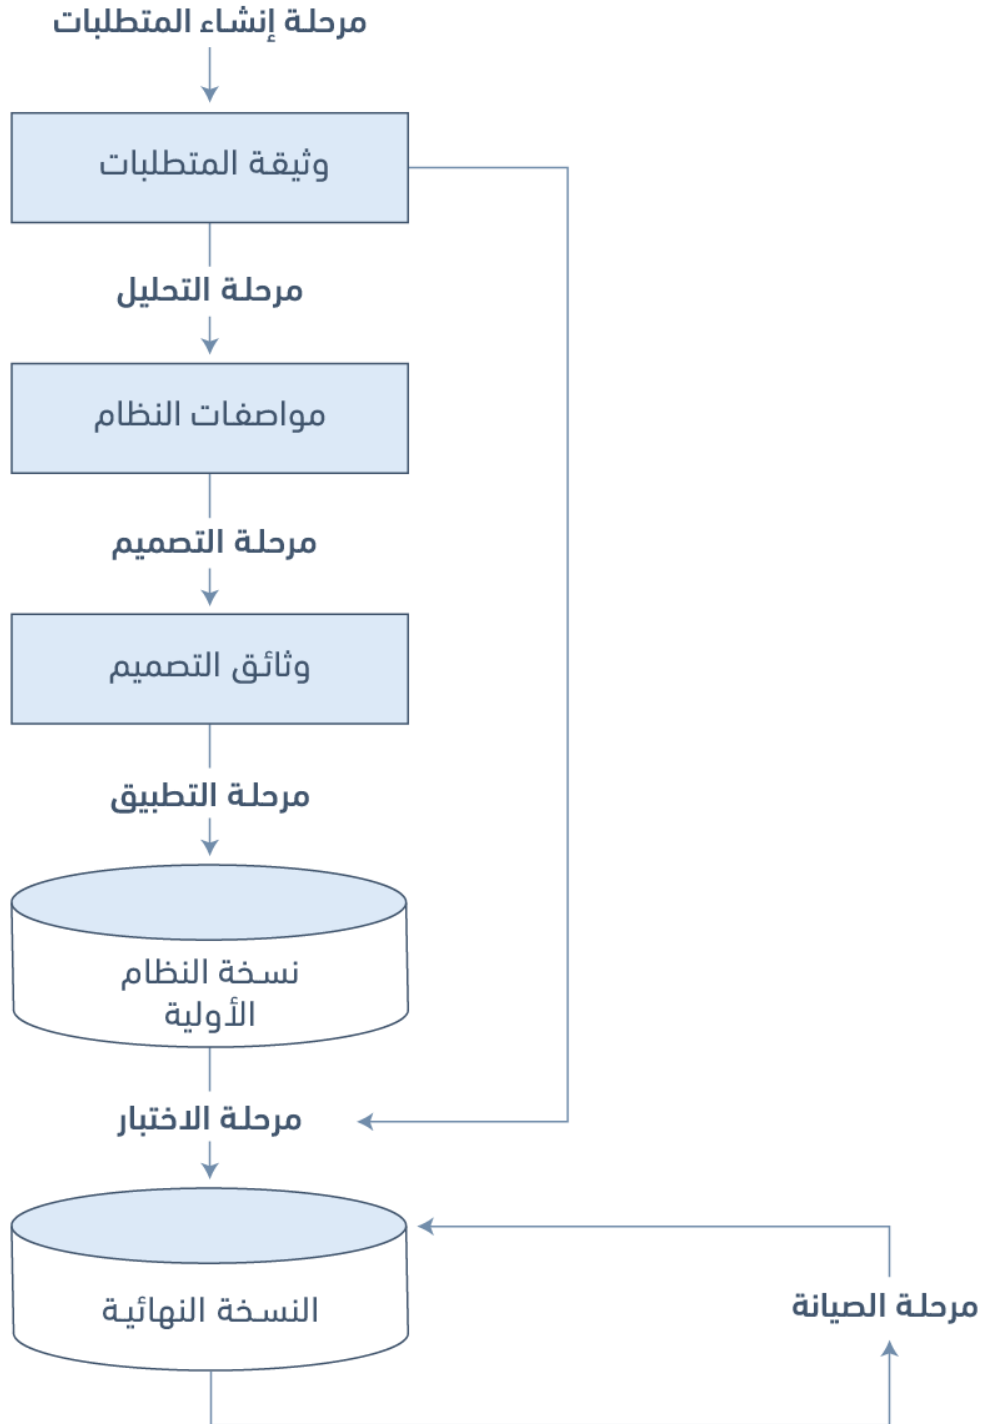 مرحلة إنشاء المتطلبات
وثيقة المتطلبات
مرحلة التحليل
مواصفات النظام
مرحلة التصميم
وثائق التصميم
مرحلة التطبيق
نسخة النظام
الأولية
مرحلة الاختبار
النسخة النهائية
مرحلة الصيانة